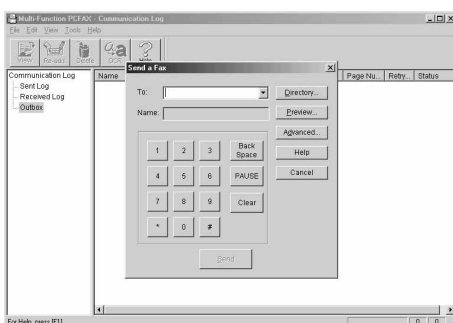 Multi-Function PCFAX - Communication Log
File Edit View Tools Help
View Re-edit Delete OCR Help
Communication Log
Sent Log
Received Log
Outbox
Name Page Nu... Retry... Status
Send a Fax
To: Directory...
Name: Preview...
Advanced...
1 2 3 Back Space Help
4 5 6 PAUSE Cancel
7 8 9 Clear
* 0 #
Send
For Help, press [F1] 0 0